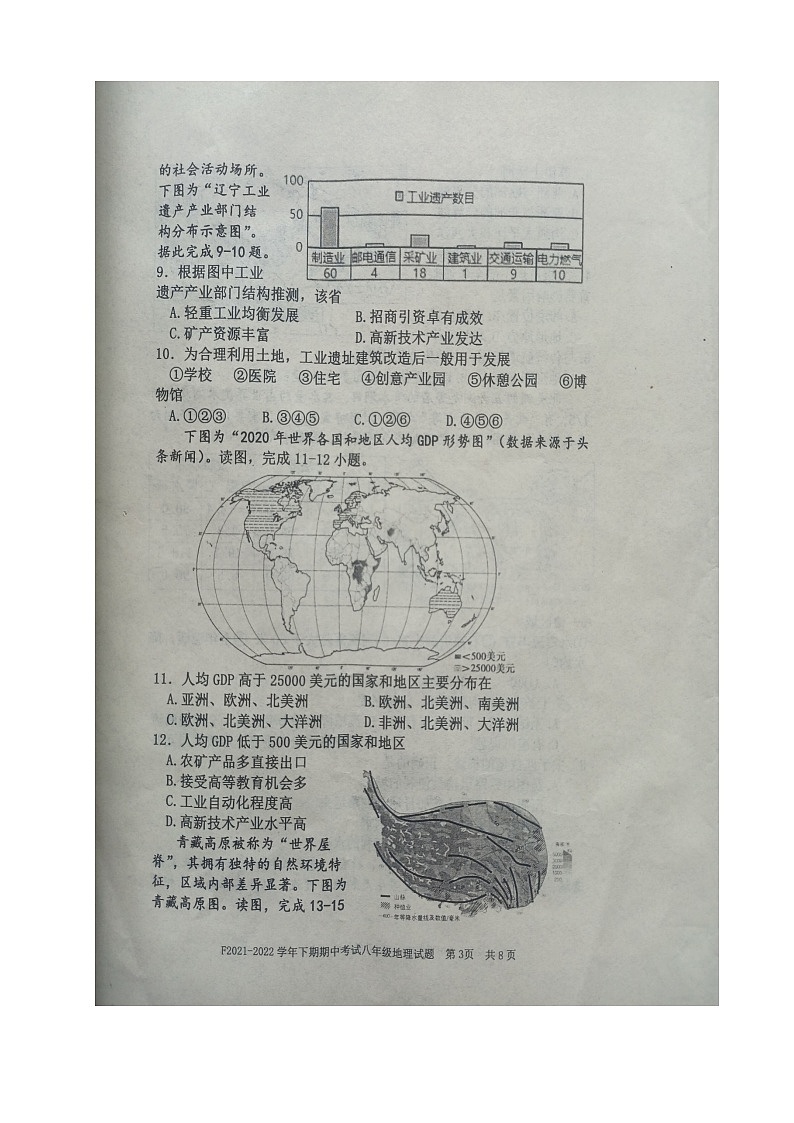 的社会活动场所。
下图为“辽宁工业
遗产产业部门结
构分布示意图”。
据此完成9-10题。
100
50
0
工业遗产数目
制造业 邮电通信 采矿业 建筑业 交通运输 电力燃气
60 4 18 1 9 10
9. 根据图中工业
遗产产业部门结构推测，该省
A.轻重工业均衡发展 B.招商引资卓有成效
C.矿产资源丰富 D.高新技术产业发达
10. 为合理利用土地，工业遗址建筑改造后一般用于发展
①学校 ②医院 ③住宅 ④创意产业园 ⑤休憩公园 ⑥博
物馆
A.①②③ B.③④⑤ C.①②⑥ D.④⑤⑥
下图为“2020年世界各国和地区人均GDP形势图”（数据来源于头
条新闻）。读图，完成11-12小题。
<500美元
>25000美元
11. 人均GDP高于25000美元的国家和地区主要分布在
A.亚洲、欧洲、北美洲 B.欧洲、北美洲、南美洲
C.欧洲、北美洲、大洋洲 D.非洲、北美洲、大洋洲
12. 人均GDP低于500美元的国家和地区
A.农矿产品多直接出口
B.接受高等教育机会多
C.工业自动化程度高
D.高新技术产业水平高
青藏高原被称为“世界屋
脊”，其拥有独特的自然环境特
征，区域内部差异显著。下图为
青藏高原图。读图，完成13-15
山脉
种植业
400 年等降水量线及数值/毫米
F2021-2022学年下期期中考试八年级地理试题 第3页 共8页